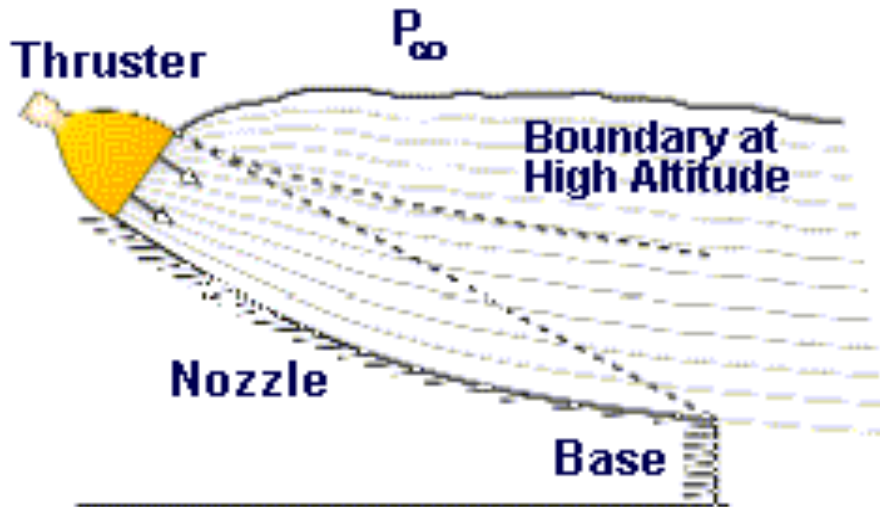 P∞
Thruster
Boundary at
High Altitude
Nozzle
Base